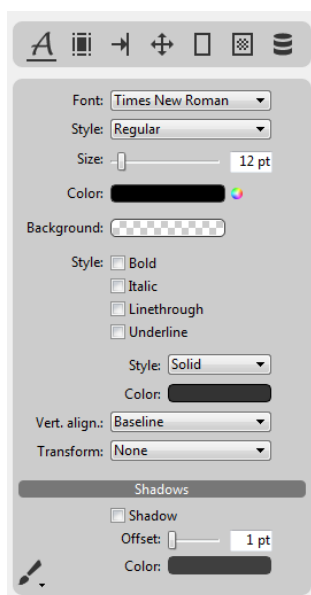 A
Font: Times New Roman
Style: Regular
Size: 12 pt
Color:
Background:
Style: Bold
Italic
Linethrough
Underline
Style: Solid
Color:
Vert. align.: Baseline
Transform: None
Shadows
Shadow
Offset: 1 pt
Color: